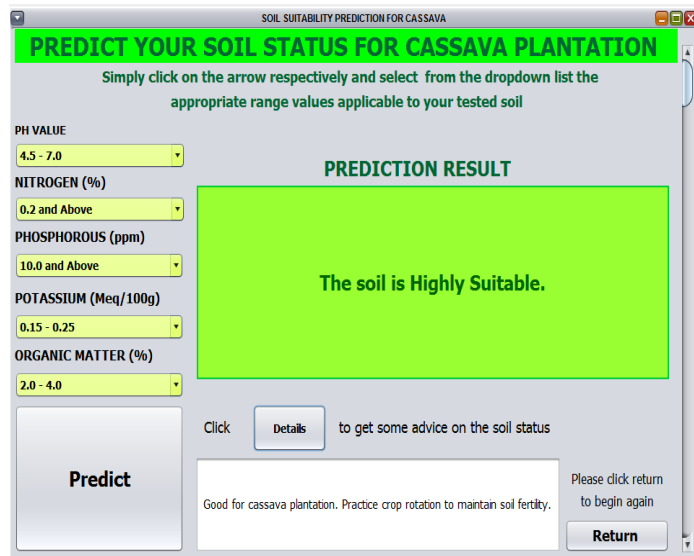 SOIL SUITABILITY PREDICTION FOR CASSAVA
PREDICT YOUR SOIL STATUS FOR CASSAVA PLANTATION
Simply click on the arrow respectively and select from the dropdown list the
appropriate range values applicable to your tested soil
PH VALUE
4.5 - 7.0
NITROGEN (%)
0.2 and Above
PHOSPHOROUS (ppm)
10.0 and Above
POTASSIUM (Meq/100g)
0.15 - 0.25
ORGANIC MATTER (%)
2.0 - 4.0
Predict
PREDICTION RESULT
The soil is Highly Suitable.
Click Details to get some advice on the soil status
Good for cassava plantation. Practice crop rotation to maintain soil fertility.
Please click return
to begin again
Return